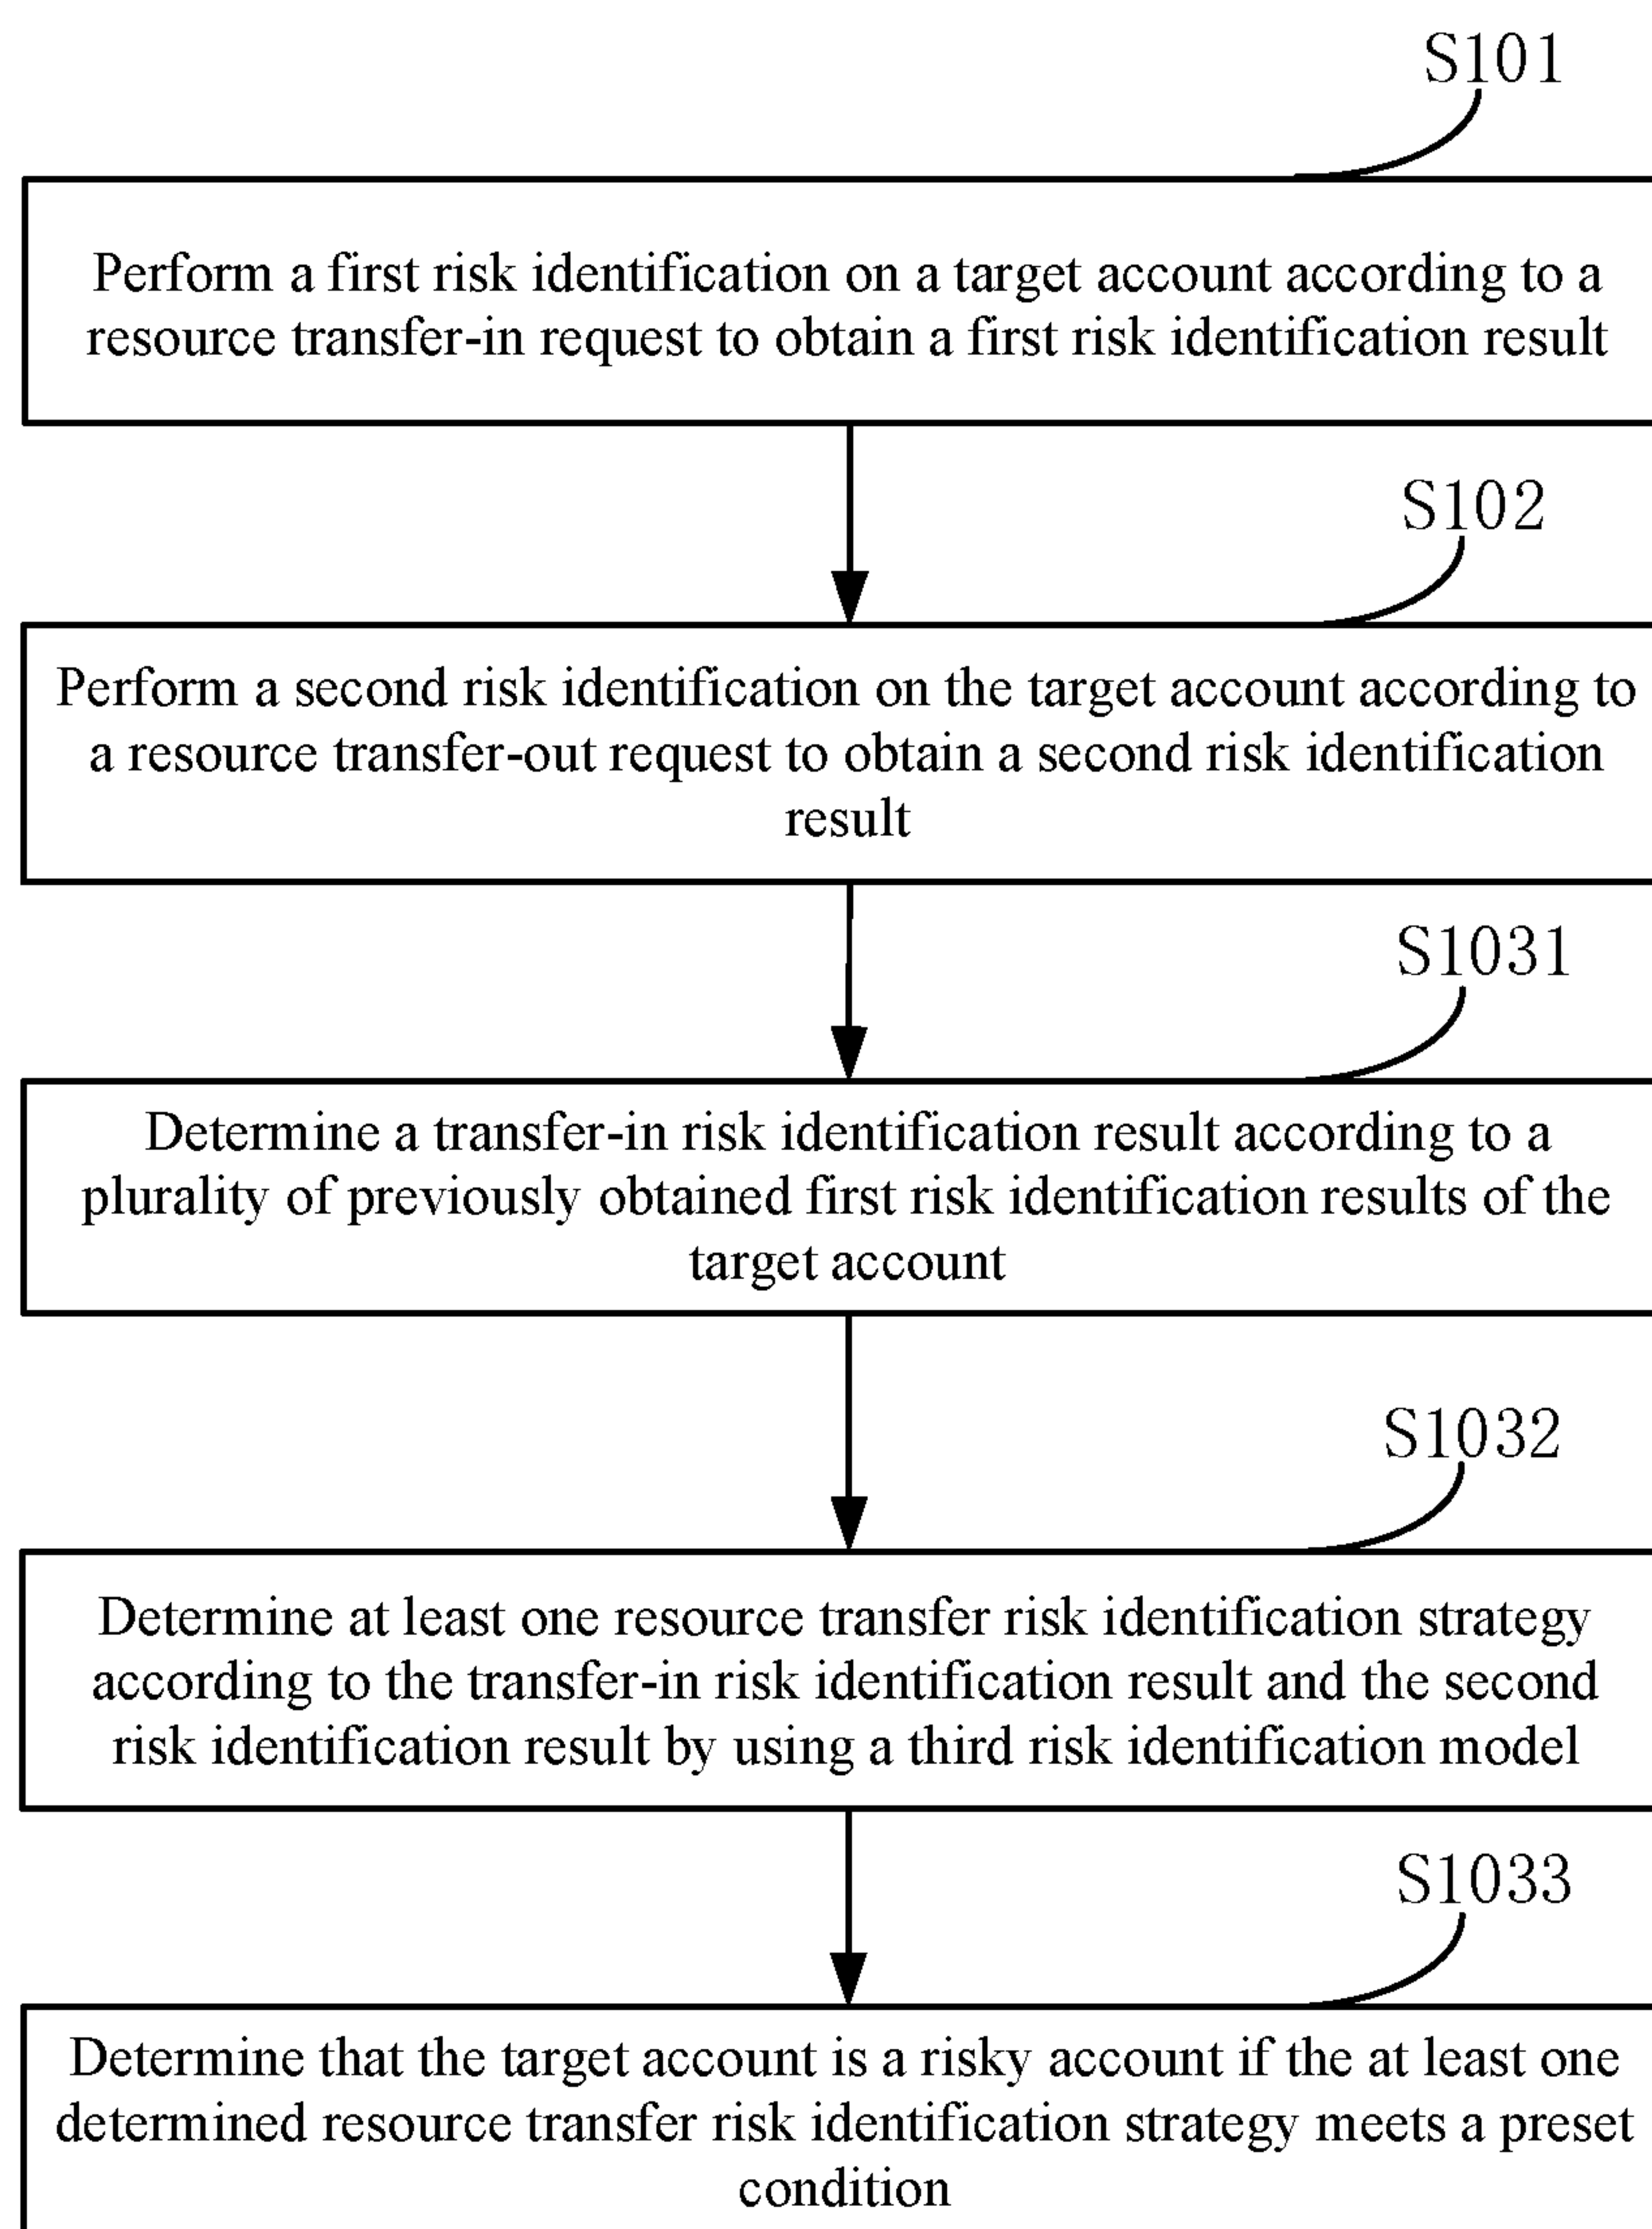 S101
Perform a first risk identification on a target account according to a
resource transfer-in request to obtain a first risk identification result
S102
Perform a second risk identification on the target account according to
a resource transfer-out request to obtain a second risk identification
result
S1031
Determine a transfer-in risk identification result according to a
plurality of previously obtained first risk identification results of the
target account
S1032
Determine at least one resource transfer risk identification strategy
according to the transfer-in risk identification result and the second
risk identification result by using a third risk identification model
S1033
Determine that the target account is a risky account if the at least one
determined resource transfer risk identification strategy meets a preset
condition